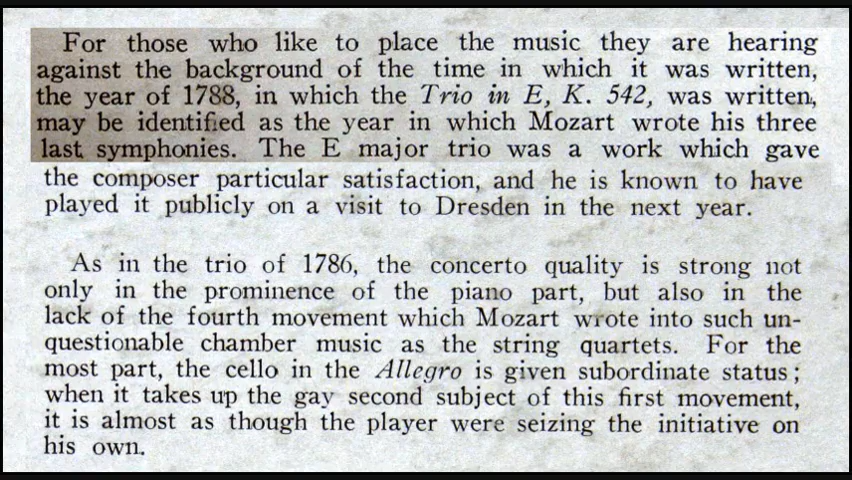 For those who like to place the music they are hearing
against the background of the time in which it was written,
the year of 1788, in which the Trio in E, K. 542, was written,
may be identified as the year in which Mozart wrote his three
last symphonies. The E major trio was a work which gave
the composer particular satisfaction, and he is known to have
played it publicly on a visit to Dresden in the next year.
As in the trio of 1786, the concerto quality is strong not
only in the prominence of the piano part, but also in the
lack of the fourth movement which Mozart wrote into such un-
questionable chamber music as the string quartets. For the
most part, the cello in the Allegro is given subordinate status;
when it takes up the gay second subject of this first movement,
it is almost as though the player were seizing the initiative on
his own.